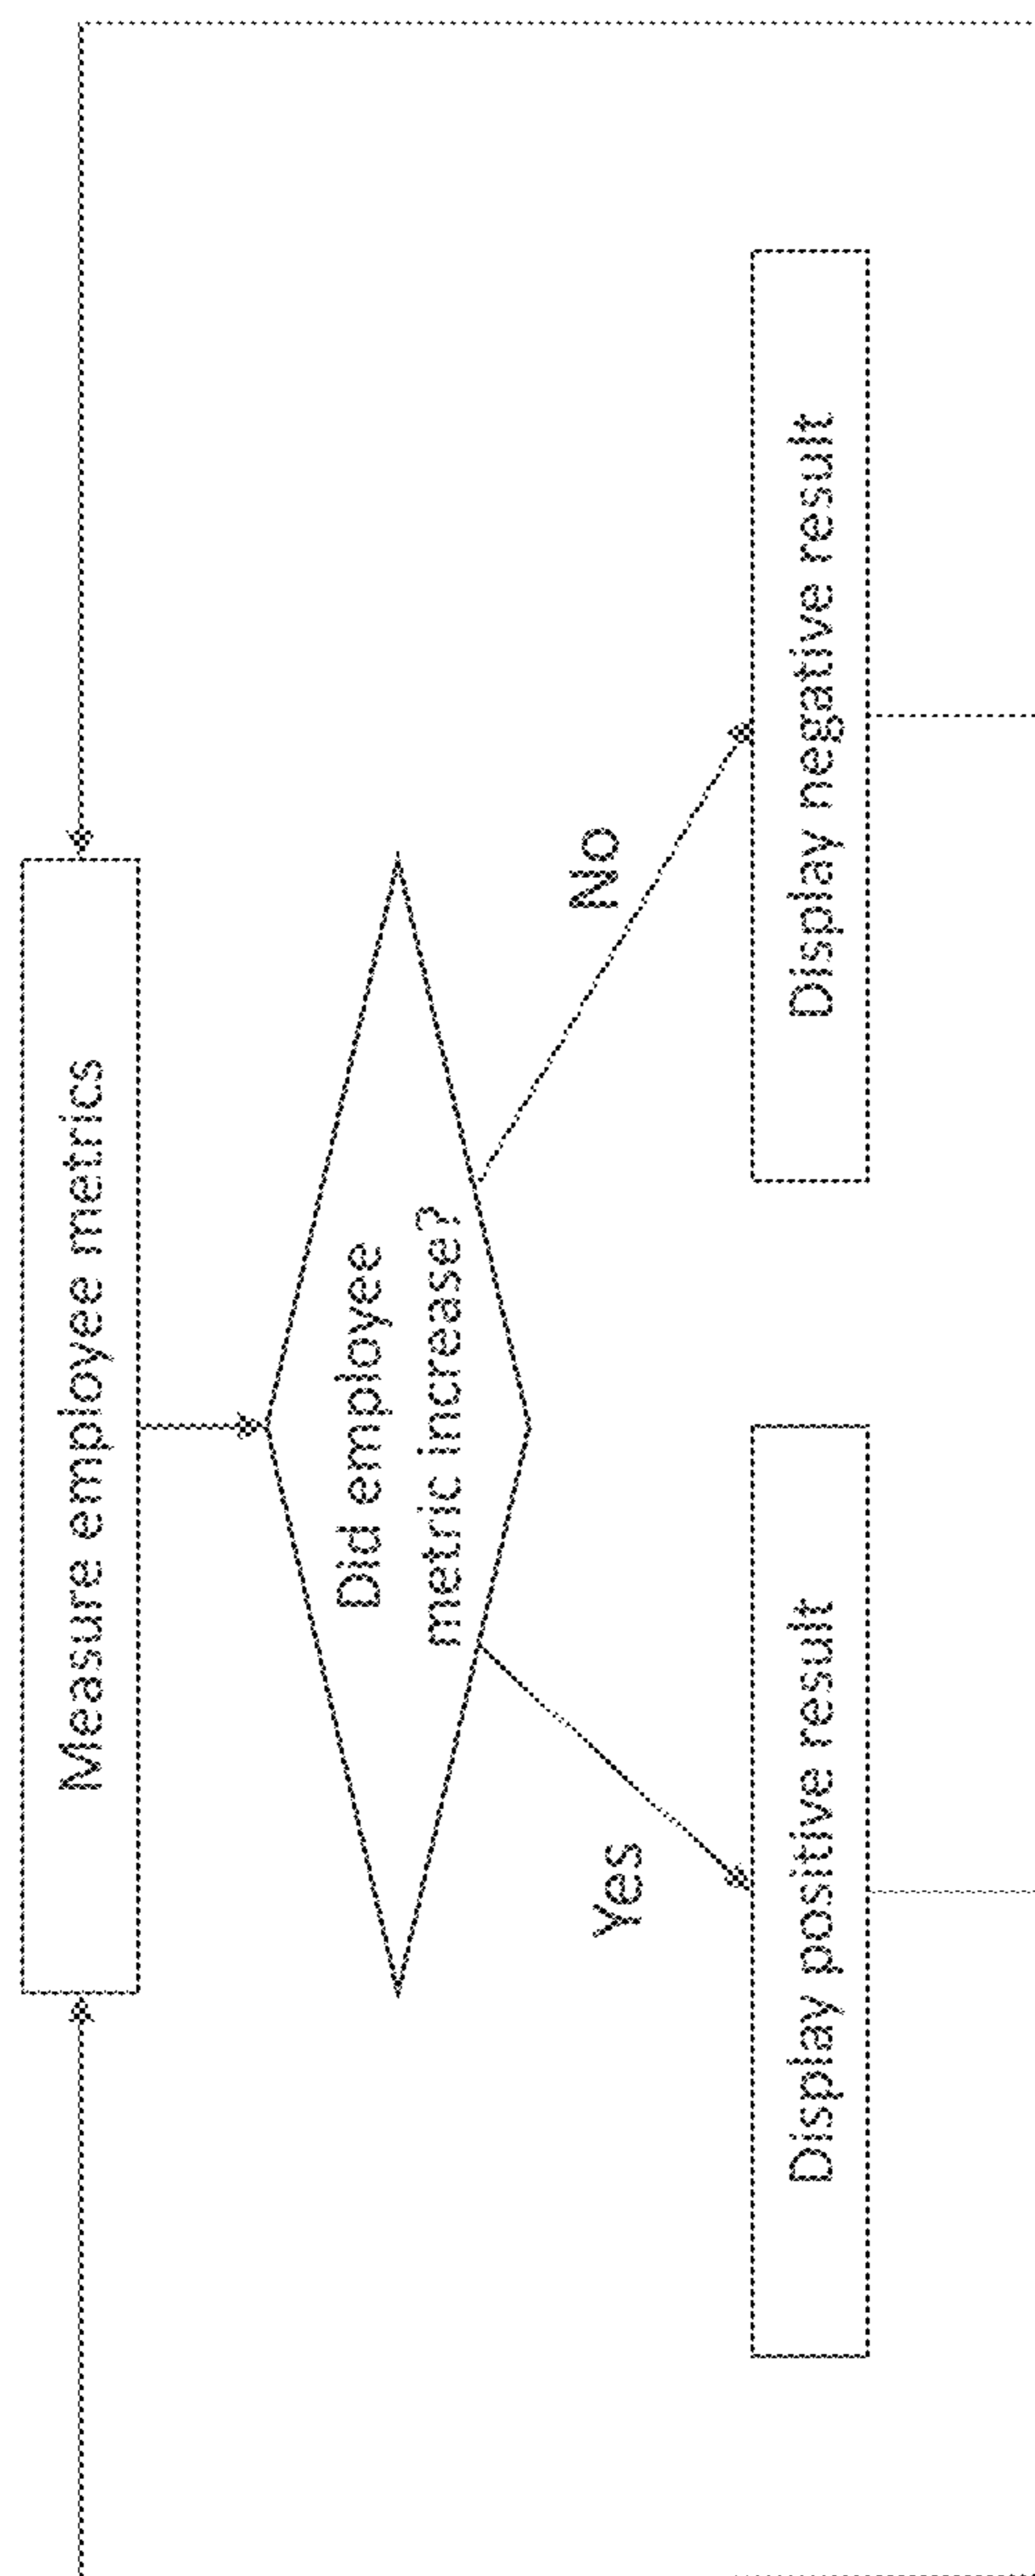 Measure employee metrics
Did employee
metric increase?
Yes
No
Display positive result
Display negative result